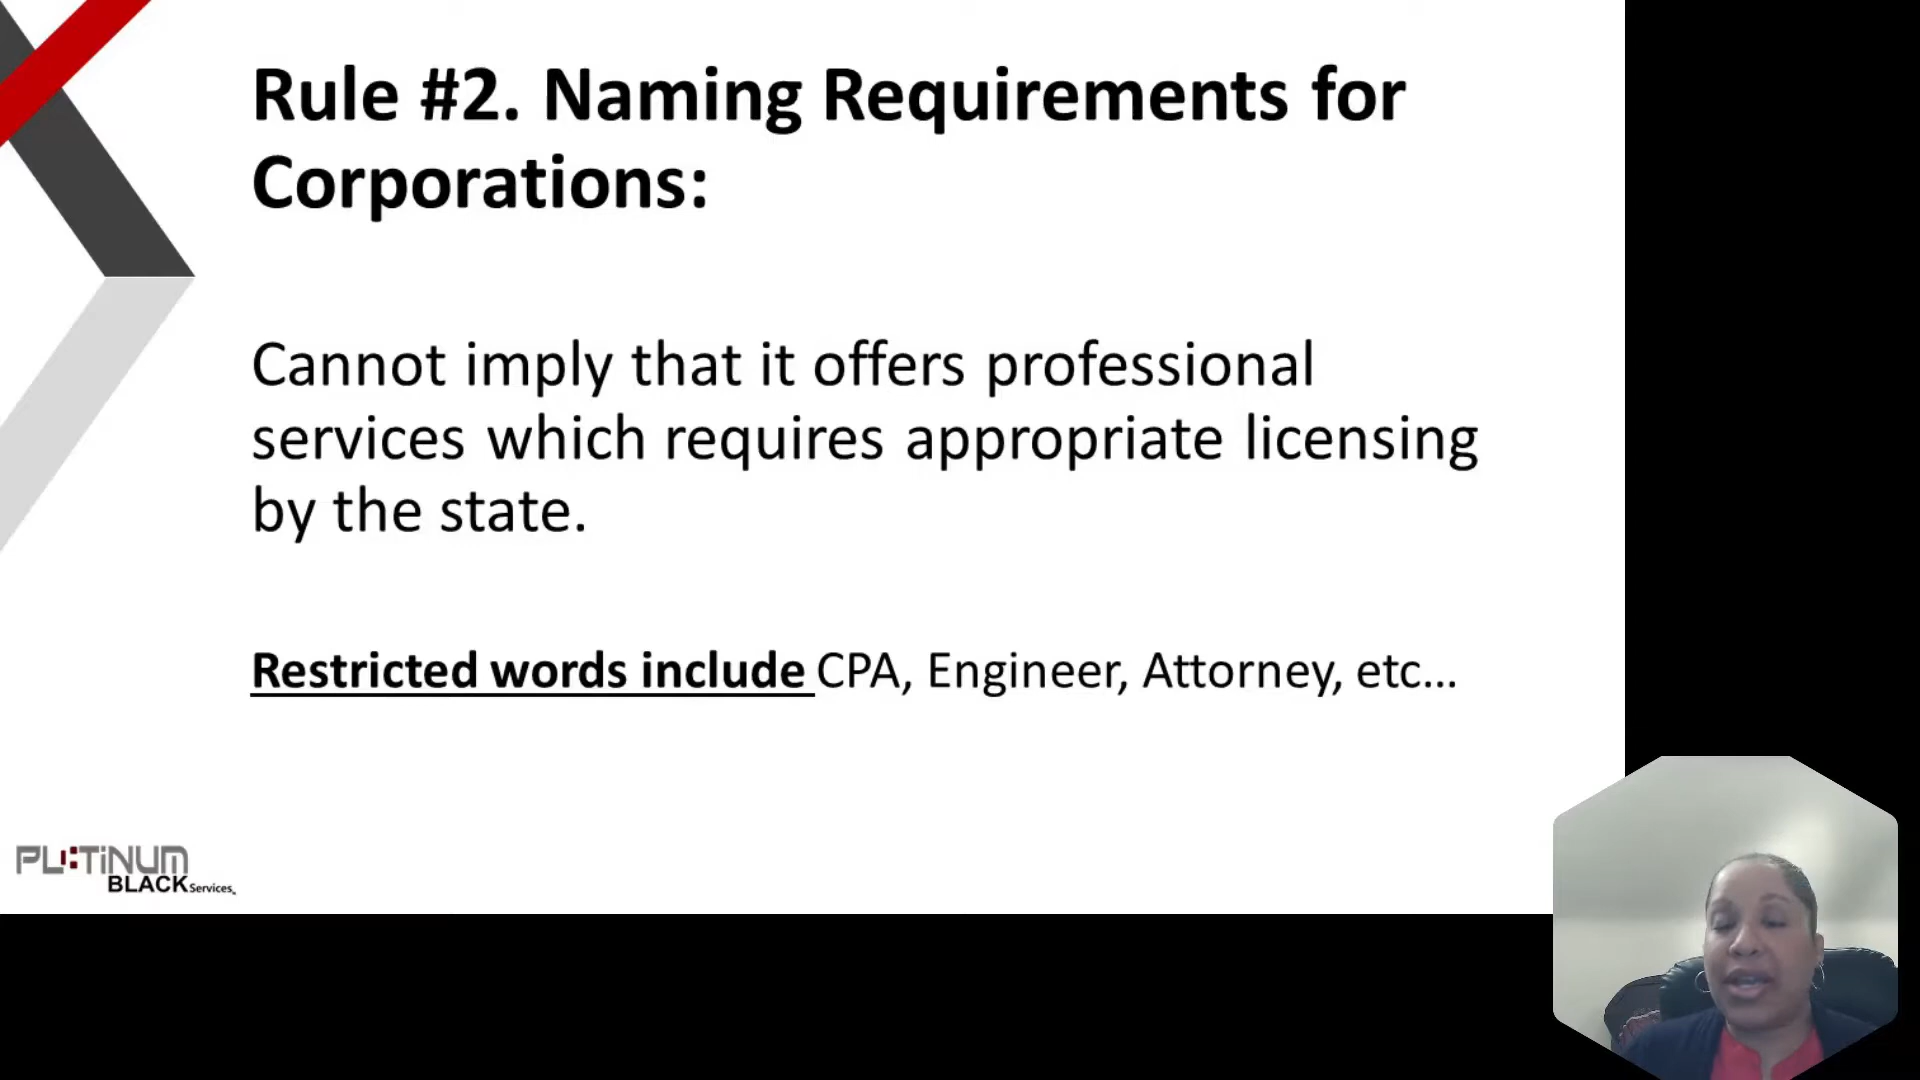 Rule #2. Naming Requirements for
Corporations:
Cannot imply that it offers professional
services which requires appropriate licensing
by the state.
Restricted words include CPA, Engineer, Attorney, etc...
PLATINUM
BLACK Services